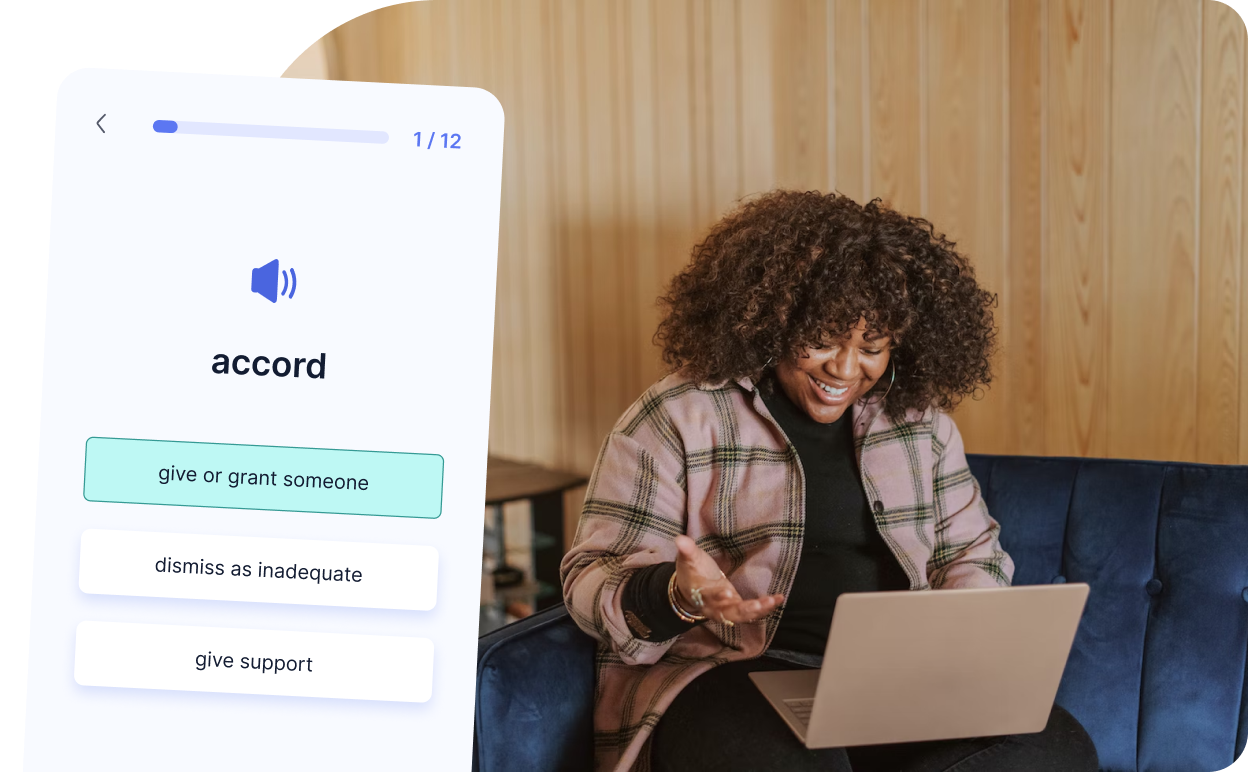 1 / 12
accord
give or grant someone
dismiss as inadequate
give support